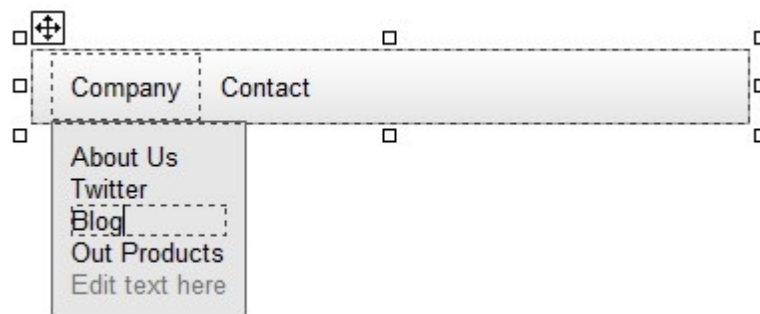 Company Contact
About Us
Twitter
Blog
Out Products
Edit text here